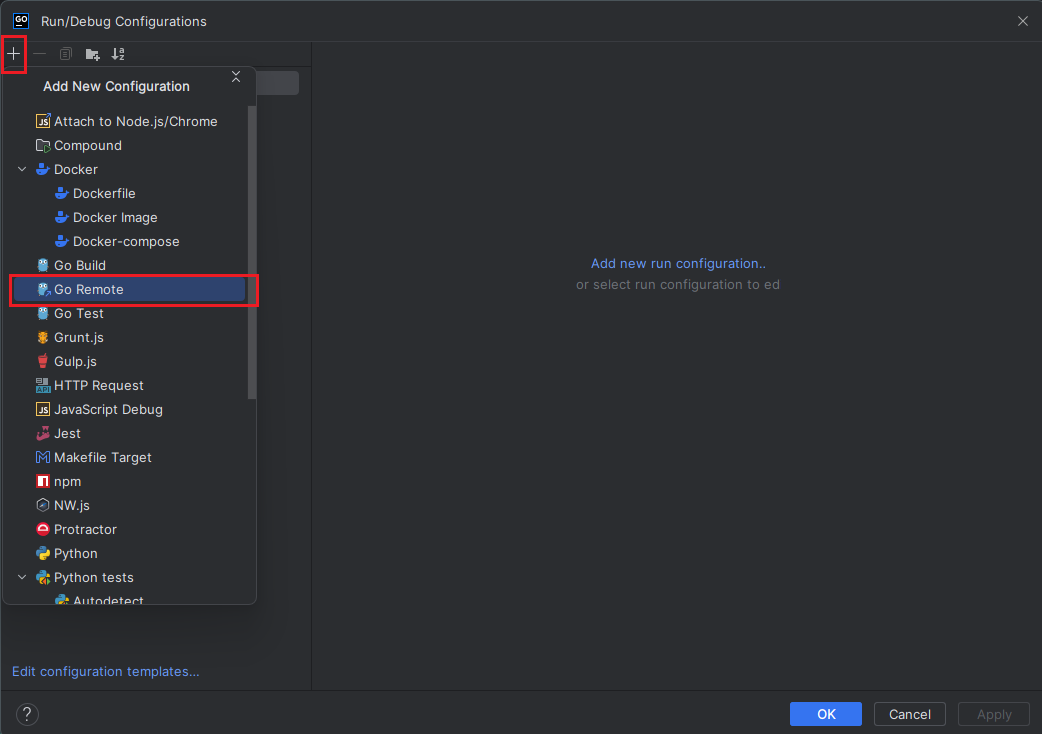 GO
Run/Debug Configurations
Add New Configuration
JS Attach to Node.js/Chrome
Compound
Docker
Dockerfile
Docker Image
Docker-compose
Go Build
Go Remote
Go Test
Grunt.js
Gulp.js
API HTTP Request
JS JavaScript Debug
Jest
Makefile Target
npm
NW.js
Protractor
Python
Python tests
Autodetect
Add new run configuration..
or select run configuration to ed
Edit configuration templates...
? OK Cancel Apply